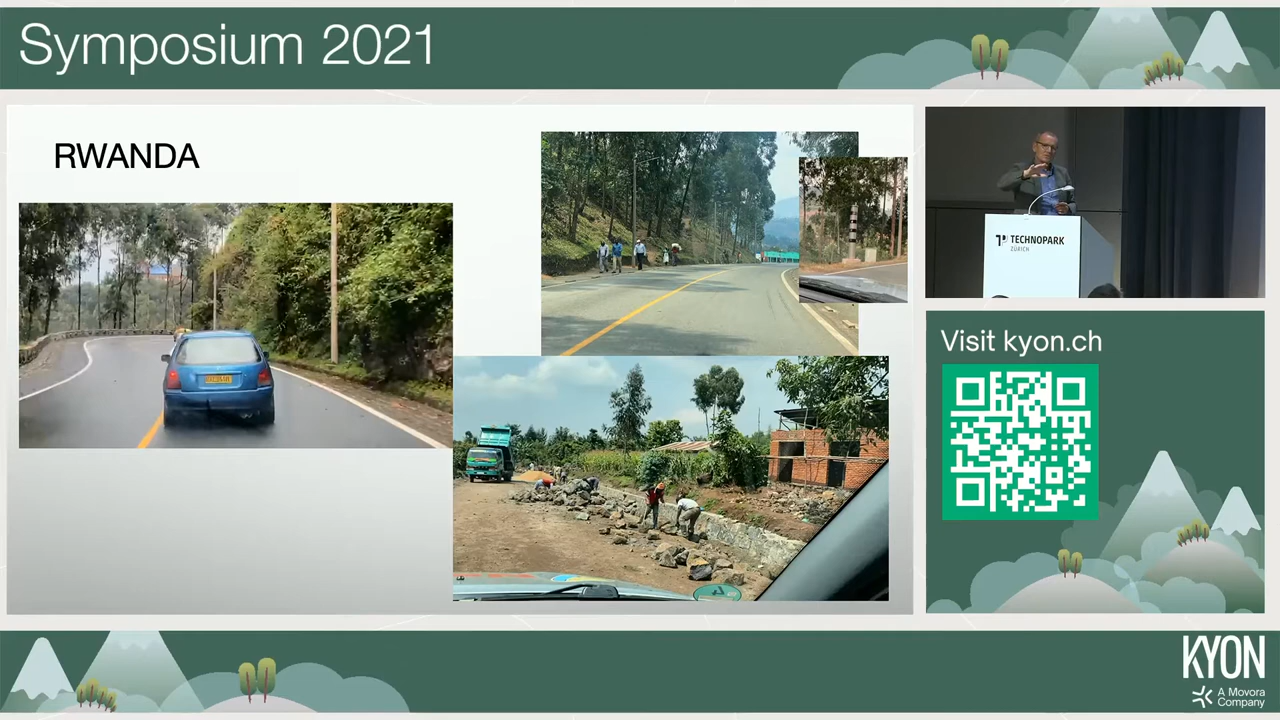 Symposium 2021
RWANDA
TECHNOPARK
ZÜRICH
Visit kyon.ch
KYON
A Movora
Company